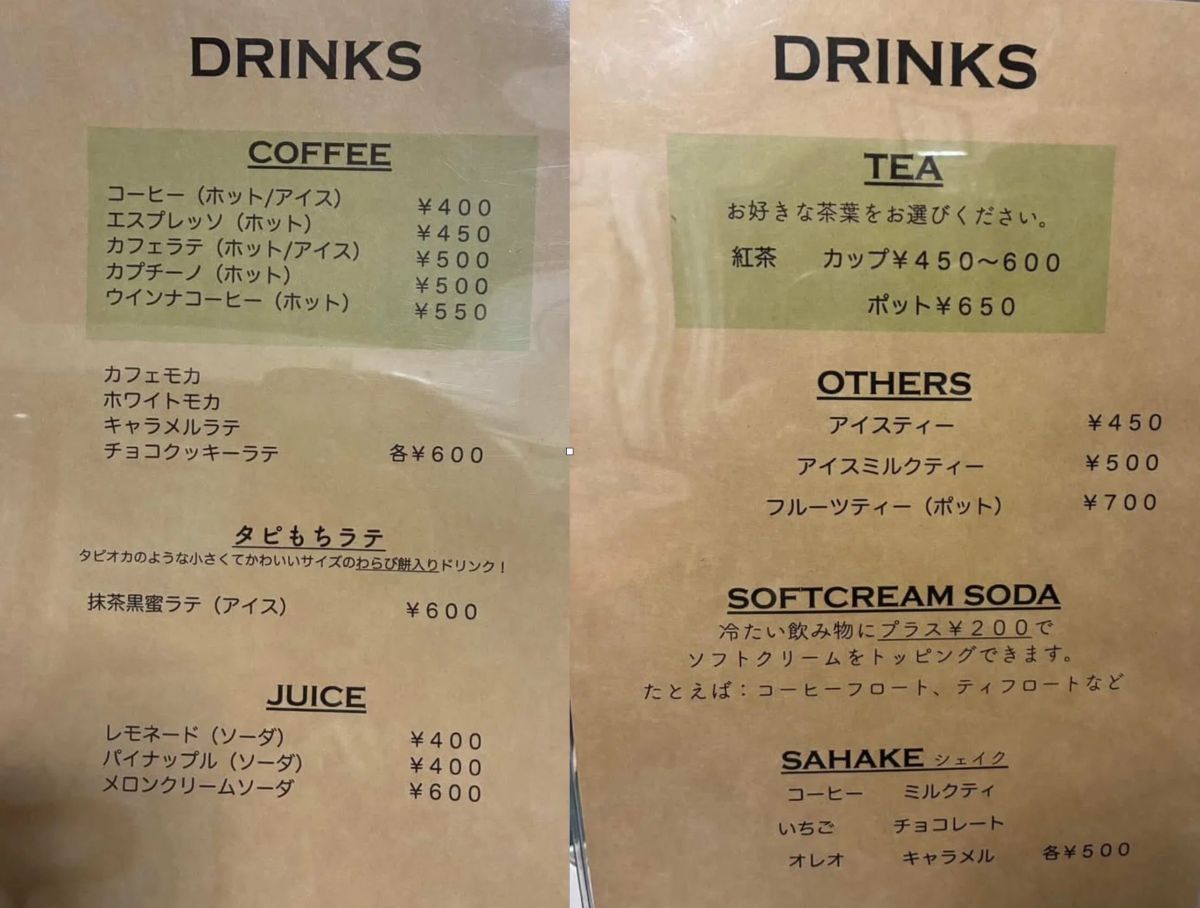 DRINKS
COFFEE
コーヒー（ホット/アイス） ￥４００
エスプレッソ（ホット） ￥４５０
カフェラテ（ホット/アイス） ￥５００
カプチーノ（ホット） ￥５００
ウインナコーヒー（ホット） ￥５５０
カフェモカ
ホワイトモカ
キャラメルラテ
チョコクッキーラテ 各￥６００
タピもちラテ
タピオカのような小さくてかわいいサイズのわらび餅入りドリンク！
抹茶黒蜜ラテ（アイス） ￥６００
JUICE
レモネード（ソーダ） ￥４００
パイナップル（ソーダ） ￥４００
メロンクリームソーダ ￥６００
DRINKS
TEA
お好きな茶葉をお選びください。
紅茶 カップ￥４５０〜６００
ポット￥６５０
OTHERS
アイスティー ￥４５０
アイスミルクティー ￥５００
フルーツティー（ポット） ￥７００
SOFTCREAM SODA
冷たい飲み物にプラス￥２００で
ソフトクリームをトッピングできます。
たとえば：コーヒーフロート、ティフロートなど
SAHAKE シェイク
コーヒー ミルクティ
いちご チョコレート
オレオ キャラメル 各￥５００